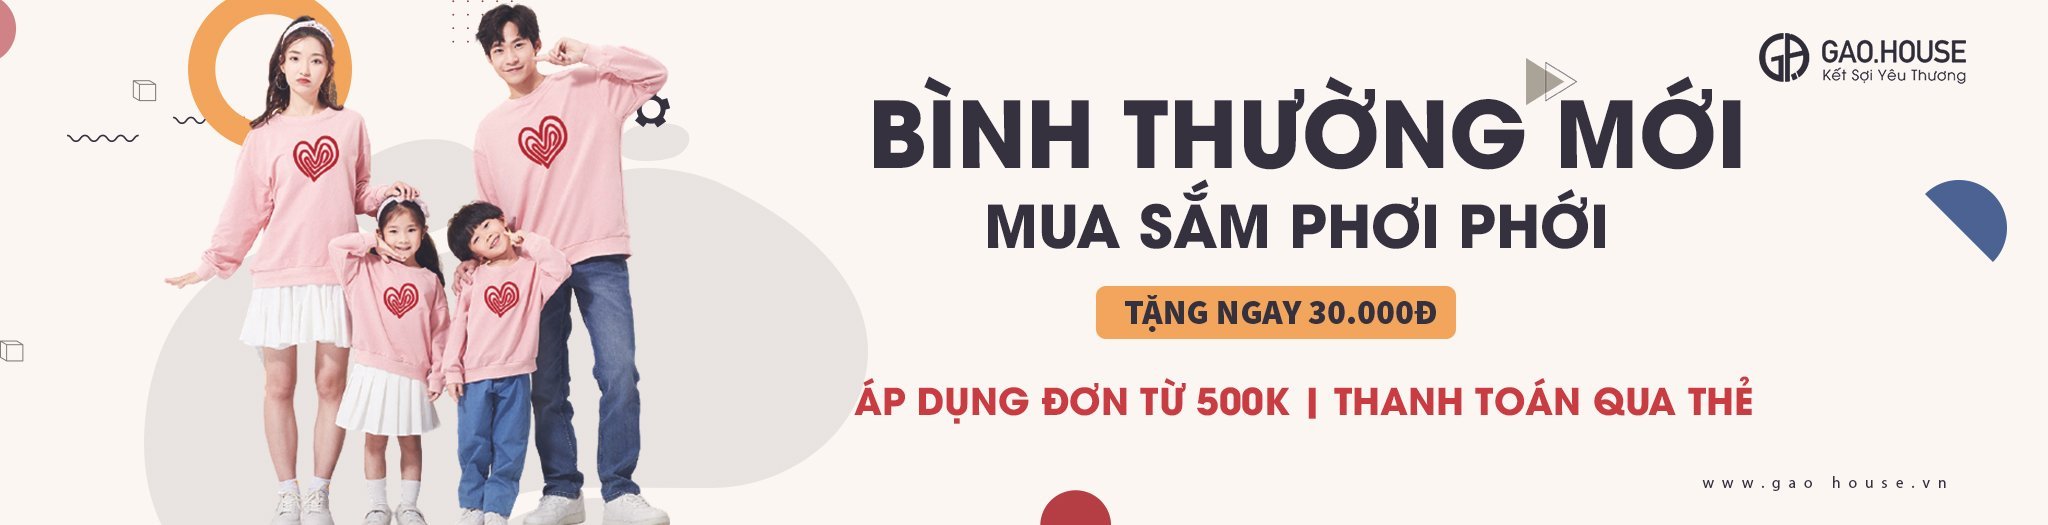 GAO.HOUSE
Kết Sợi Yêu Thương
BÌNH THƯỜNG MỚI
MUA SẮM PHƠI PHỚI
TẶNG NGAY 30.000Đ
ÁP DỤNG ĐƠN TỪ 500K | THANH TOÁN QUA THẺ
www.gao house.vn